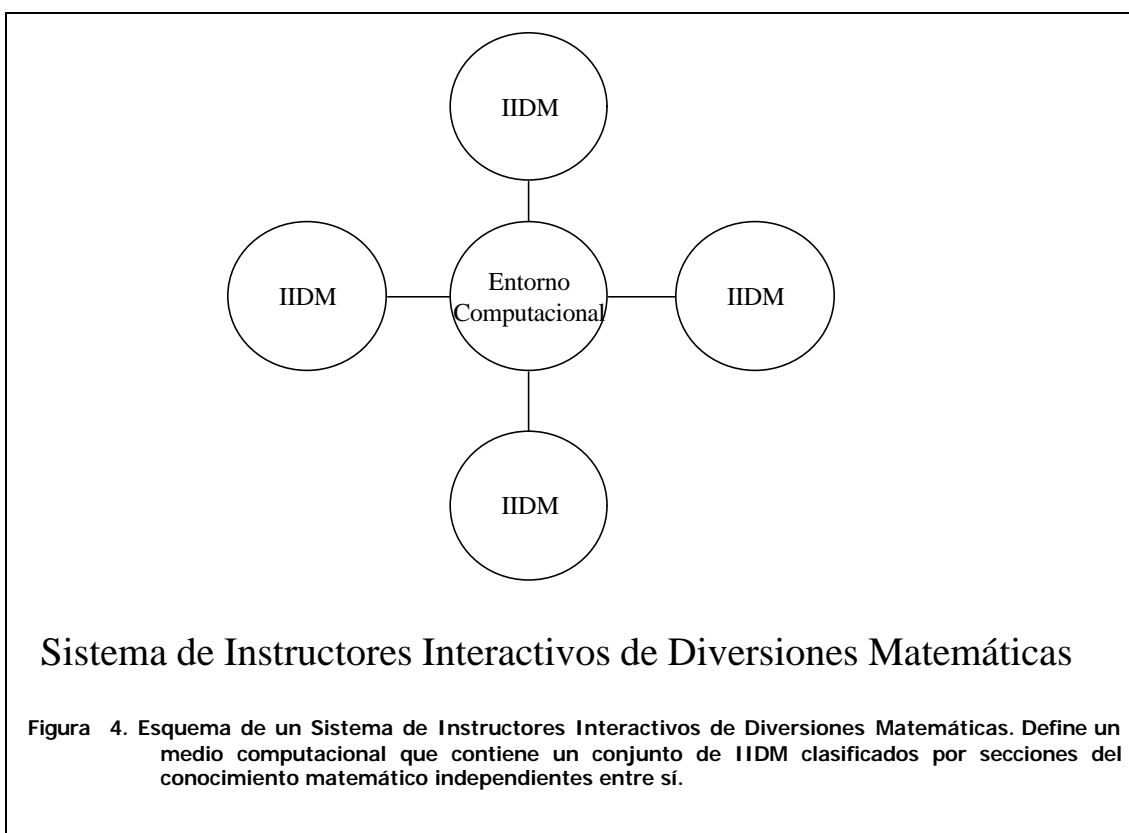 IIDM
IIDM
Entorno
Computacional
IIDM
IIDM
Sistema de Instructores Interactivos de Diversiones Matemáticas
Figura 4. Esquema de un Sistema de Instructores Interactivos de Diversiones Matemáticas. Define un
medio computacional que contiene un conjunto de IIDM clasificados por secciones del
conocimiento matemático independientes entre sí.